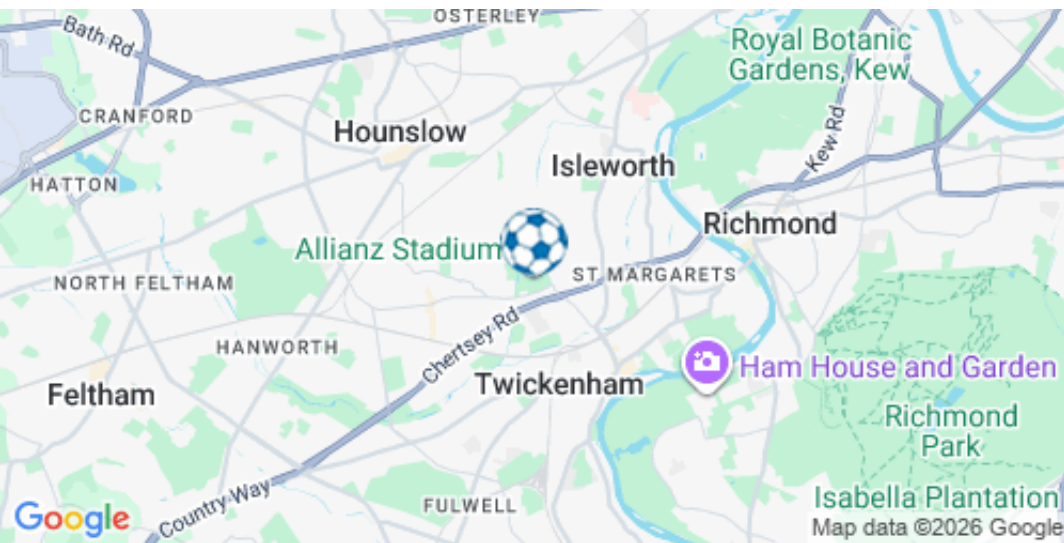 OSTERLEY
Bath Rd
Royal Botanic
Gardens, Kew
CRANFORD
Hounslow
Kew Rd
Isleworth
HATTON
Richmond
Allianz Stadium
ST MARGARETS
NORTH FELTHAM
Chertsey Rd
HANWORTH
Ham House and Garden
Twickenham
Feltham
Richmond
Park
Country Way
FULWELL
Isabella Plantation
Google
Map data ©2026 Google